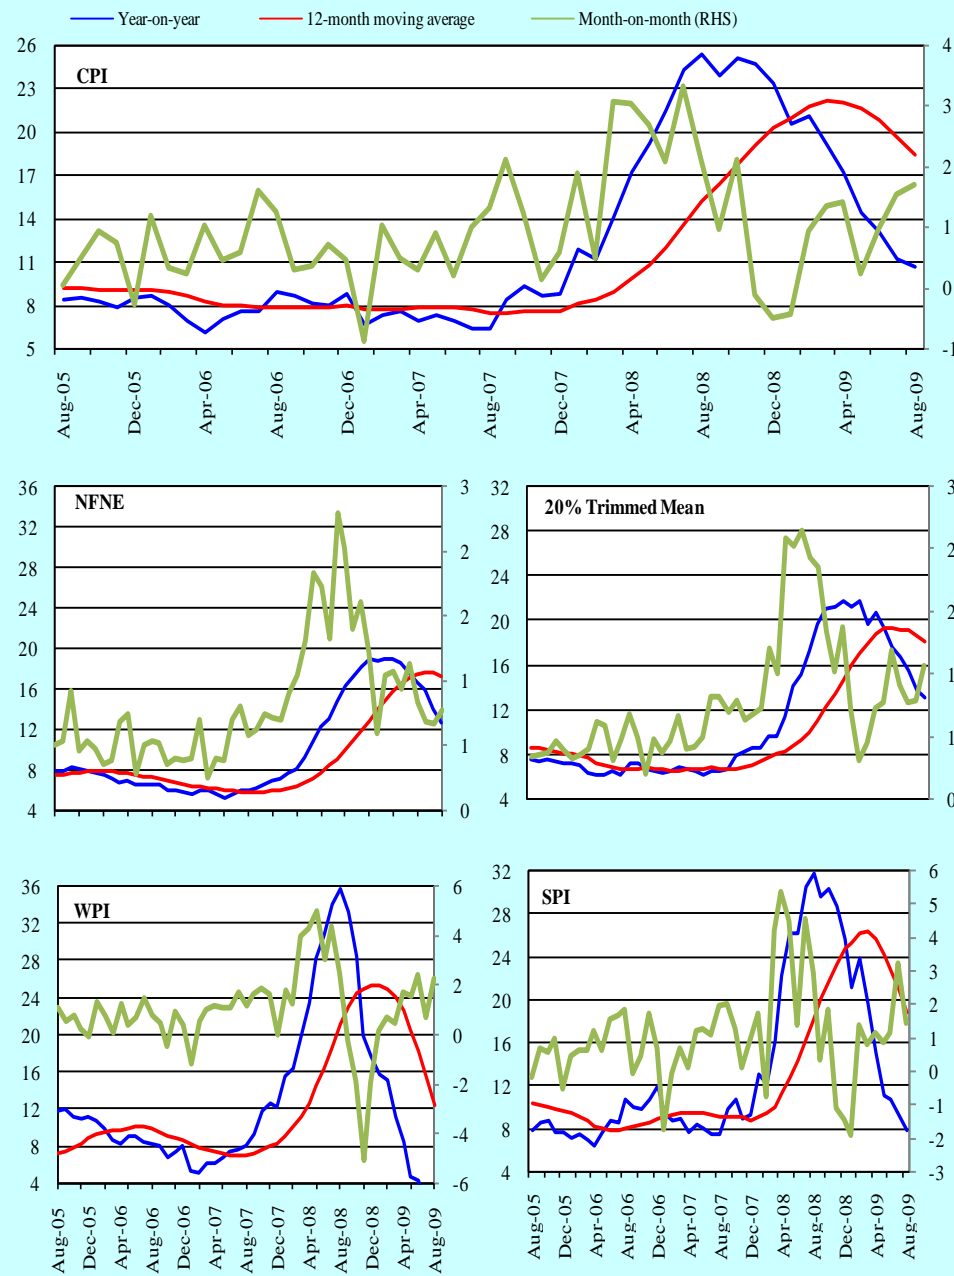 Year-on-year 12-month moving average Month-on-month (RHS)
CPI
26 23 20 17 14 11 8 5
4 3 2 1 0 -1
Aug-05 Dec-05 Apr-06 Aug-06 Dec-06 Apr-07 Aug-07 Dec-07 Apr-08 Aug-08 Dec-08 Apr-09 Aug-09
NFNE
36 32 28 24 20 16 12 8 4
3 2 2 1 1 0
20% Trimmed Mean
32 28 24 20 16 12 8 4
3 2 2 1 1 0
WPI
36 32 28 24 20 16 12 8 4
6 4 2 0 -2 -4 -6
Aug-05 Dec-05 Apr-06 Aug-06 Dec-06 Apr-07 Aug-07 Dec-07 Apr-08 Aug-08 Dec-08 Apr-09 Aug-09
SPI
32 28 24 20 16 12 8 4
6 5 4 3 2 1 0 -1 -2 -3
Aug-05 Dec-05 Apr-06 Aug-06 Dec-06 Apr-07 Aug-07 Dec-07 Apr-08 Aug-08 Dec-08 Apr-09 Aug-09